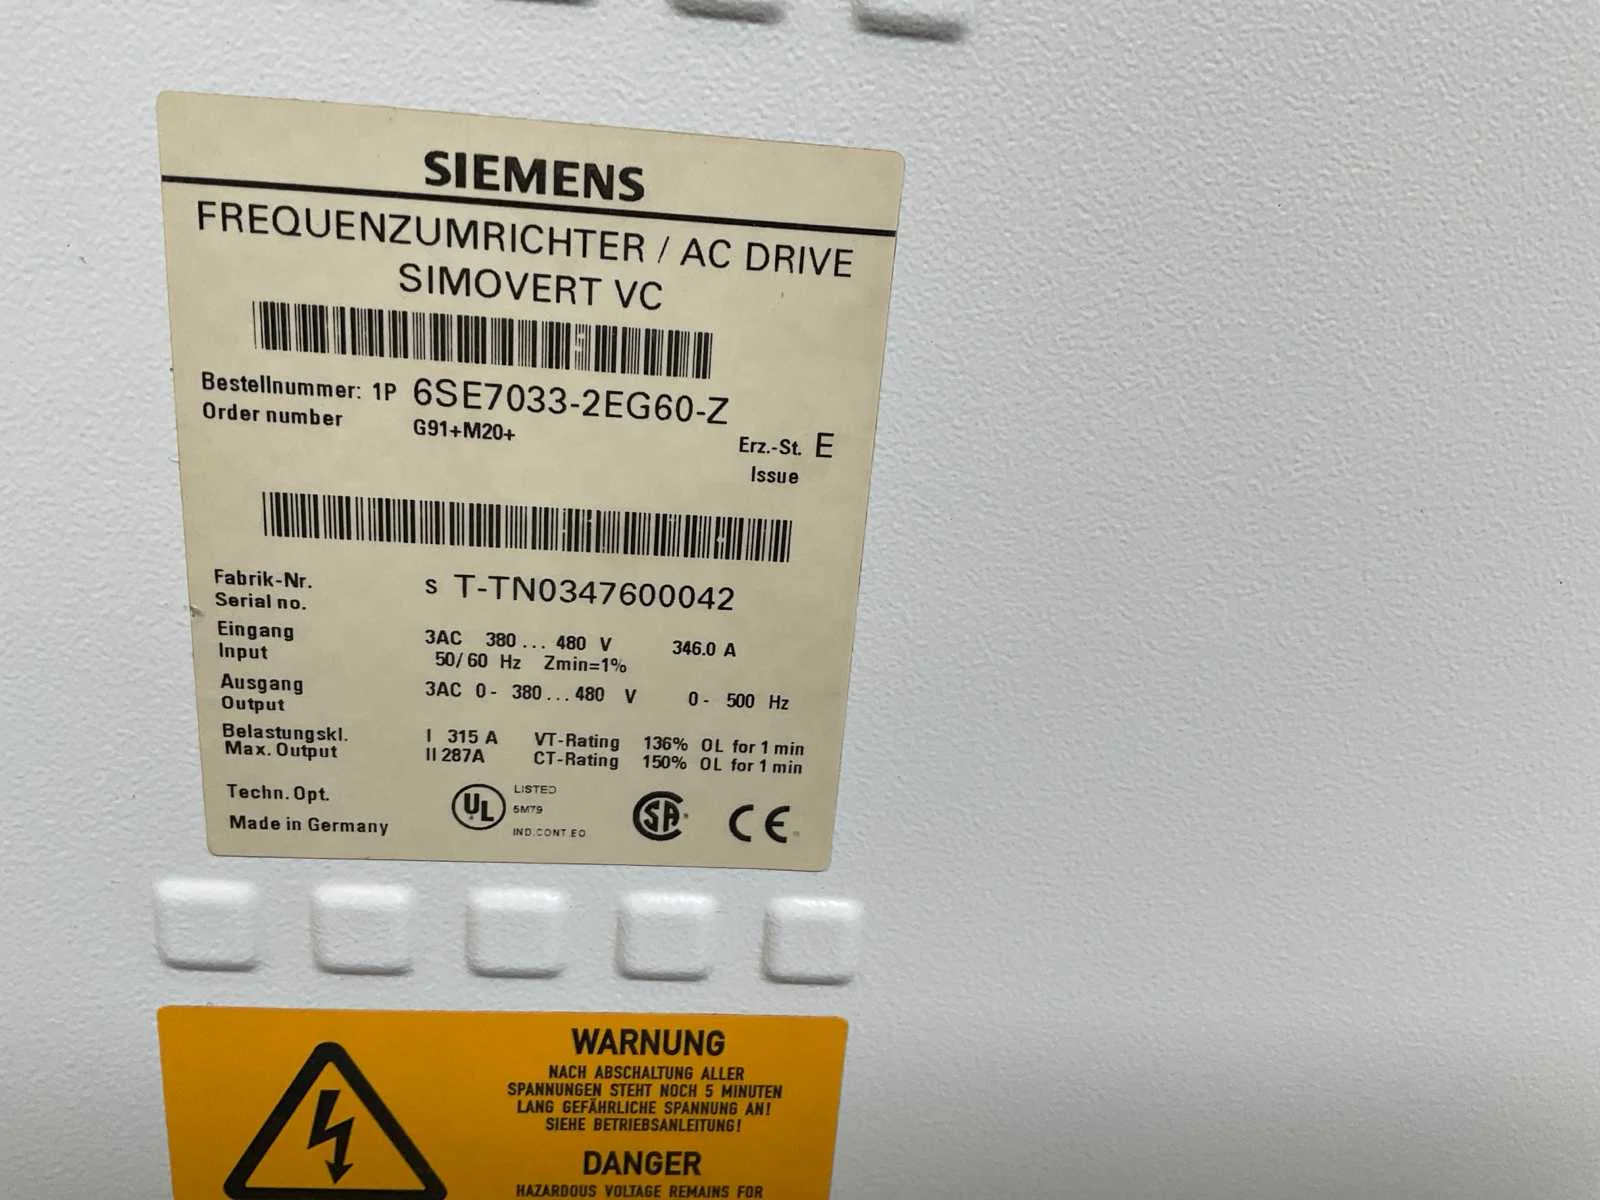 SIEMENS
FREQUENZUMRICHTER / AC DRIVE
SIMOVERT VC
Bestellnummer: 1P 6SE7033-2EG60-Z
Order number G91+M20+
Erz.-St. E
Issue
Fabrik-Nr. S T-TN0347600042
Serial no.
Eingang 3AC 380 ... 480 V 346.0 A
Input 50/60 Hz Zmin=1%
Ausgang 3AC 0- 380...480 V 0- 500 Hz
Output
Belastungskl. I 315 A VT-Rating 136% OL for 1 min
Max. Output II 287A CT-Rating 150% OL for 1 min
Techn. Opt.
Made in Germany
UL LISTED
5M79
IND.CONT.EQ
SA
CE
WARNUNG
NACH ABSCHALTUNG ALLER
SPANNUNGEN STEHT NOCH 5 MINUTEN
LANG GEFÄHRLICHE SPANNUNG AN!
SIEHE BETRIEBSANLEITUNG!
DANGER
HAZARDOUS VOLTAGE REMAINS FOR